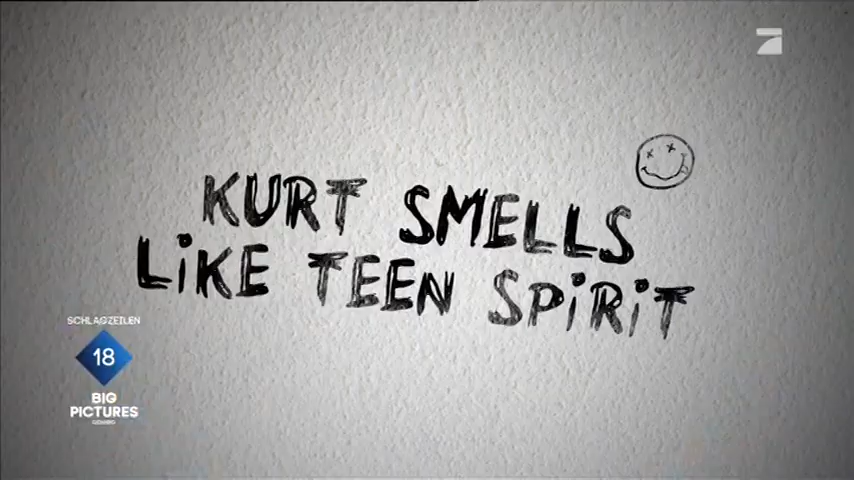 KURT SMELLS
LiKE TEEN SPiRiT
SCHLAGZEILEN
18
BIG
PICTURES